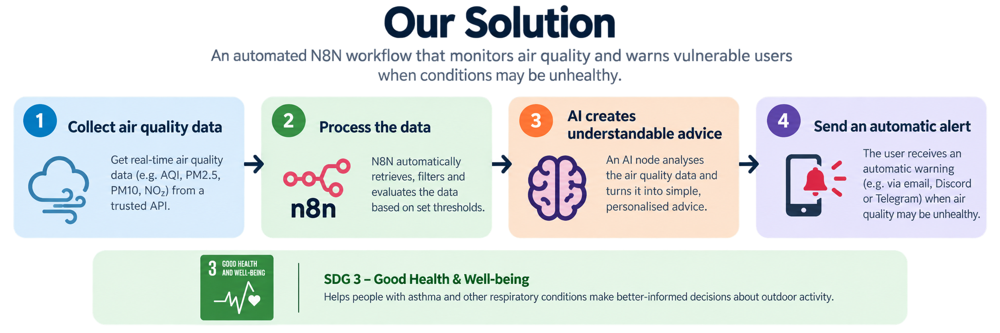 Our Solution
An automated N8N workflow that monitors air quality and warns vulnerable users
when conditions may be unhealthy.
1
Collect air quality data
Get real-time air quality
data (e.g. AQI, PM2.5,
PM10, NO₂) from a
trusted API.
2
Process the data
n8n
N8N automatically
retrieves, filters and
evaluates the data
based on set thresholds.
3
AI creates
understandable advice
An AI node analyses
the air quality data and
turns it into simple,
personalised advice.
4
Send an automatic alert
The user receives an
automatic warning
(e.g. via email, Discord
or Telegram) when air
quality may be unhealthy.
3 GOOD HEALTH
AND WELL-BEING
SDG 3 – Good Health & Well-being
Helps people with asthma and other respiratory conditions make better-informed decisions about outdoor activity.